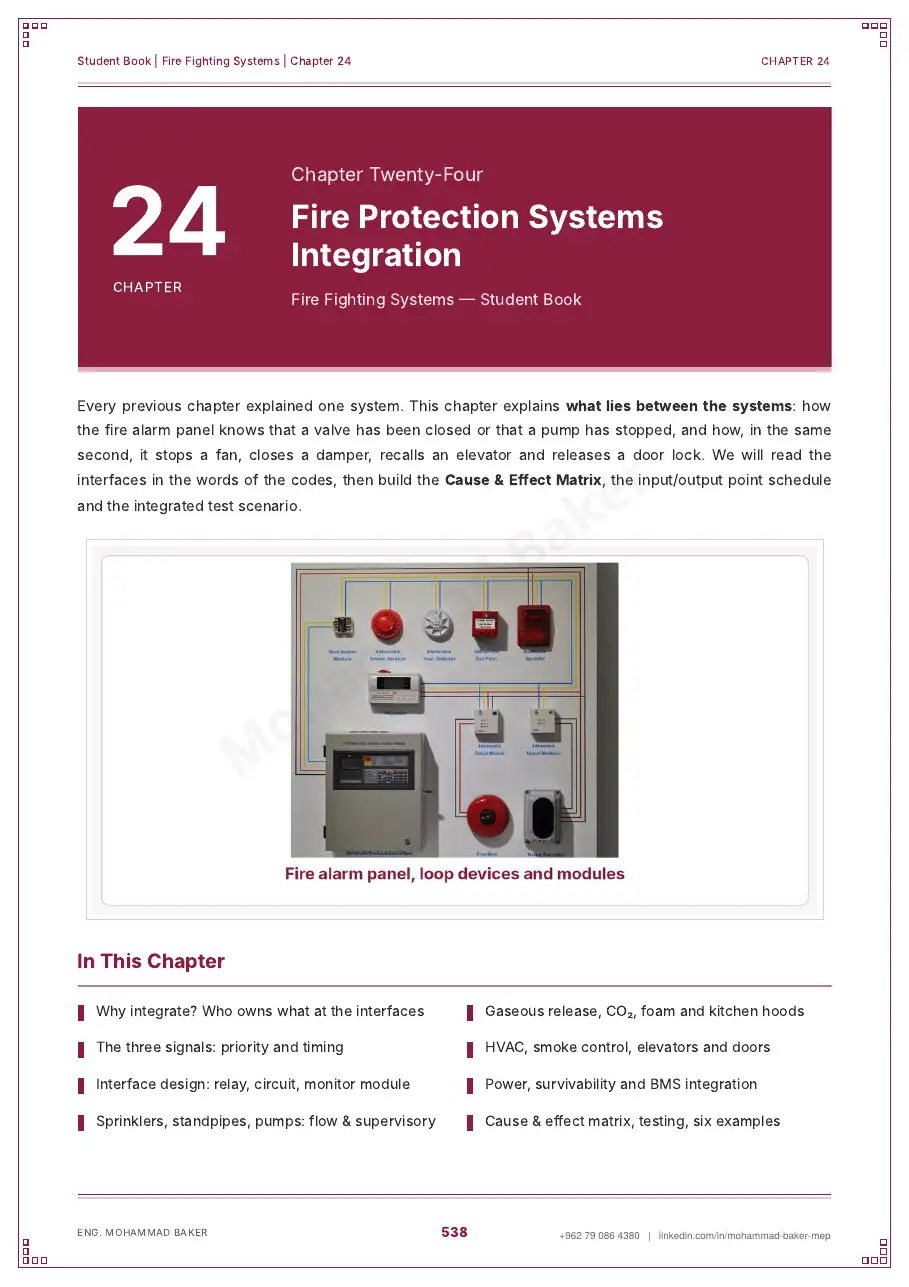 Student Book | Fire Fighting Systems | Chapter 24
CHAPTER 24
24
CHAPTER
Chapter Twenty-Four
Fire Protection Systems
Integration
Fire Fighting Systems — Student Book
Every previous chapter explained one system. This chapter explains what lies between the systems: how
the fire alarm panel knows that a valve has been closed or that a pump has stopped, and how, in the same
second, it stops a fan, closes a damper, recalls an elevator and releases a door lock. We will read the
interfaces in the words of the codes, then build the Cause & Effect Matrix, the input/output point schedule
and the integrated test scenario.
Fire alarm panel, loop devices and modules
In This Chapter
Why integrate? Who owns what at the interfaces
The three signals: priority and timing
Interface design: relay, circuit, monitor module
Sprinklers, standpipes, pumps: flow & supervisory
Gaseous release, CO₂, foam and kitchen hoods
HVAC, smoke control, elevators and doors
Power, survivability and BMS integration
Cause & effect matrix, testing, six examples
ENG. MOHAMMAD BAKER
538
+962 79 086 4380 | linkedin.com/in/mohammad-baker-mep